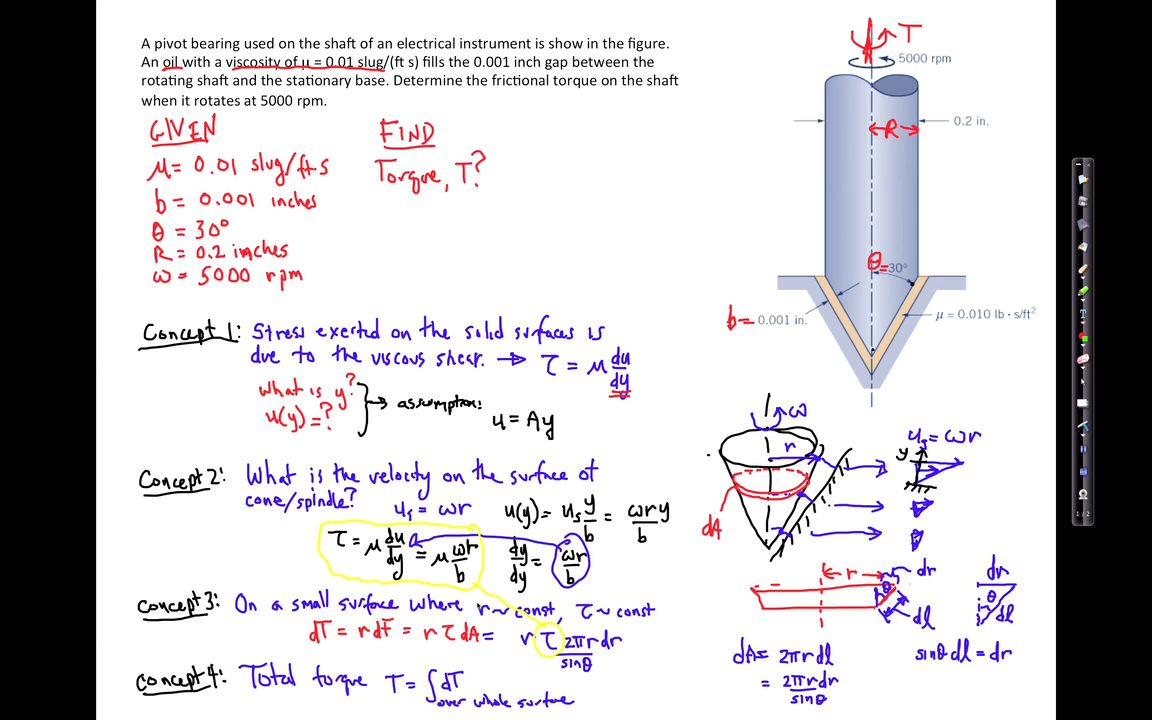 A pivot bearing used on the shaft of an electrical instrument is show in the figure.
An oil with a viscosity of μ = 0.01 slug/(ft s) fills the 0.001 inch gap between the
rotating shaft and the stationary base. Determine the frictional torque on the shaft
when it rotates at 5000 rpm.
GIVEN
μ = 0.01 slug/ft·s
b = 0.001 inches
θ = 30°
R = 0.2 inches
ω = 5000 rpm
FIND
Torque, T?
T
5000 rpm
R
0.2 in.
θ=30°
b= 0.001 in.
μ = 0.010 lb · s/ft²
Concept 1: Stress exerted on the solid surfaces is
due to the viscous shear. → τ = μ du/dy
What is y?
u(y)=?
→ assumption:
u = Ay
Concept 2: What is the velocity on the surface of
cone/spindle?
u_s = ωr
u(y) = u_s y/b = ωry/b
τ = μ du/dy = μ ωr/b
dy/dy = ωr/b
Concept 3: On a small surface where r ~ const, τ ~ const
dT = r dF = r τ dA = r τ 2πr dr/sinθ
Concept 4: Total torque T = ∫dT over whole surface
ω
r
u_s = ωr
y
dA
r
dr
θ
dl
dr
θ
dl
dA = 2πr dl
= 2πr dr/sinθ
sinθ dl = dr
1 / 2